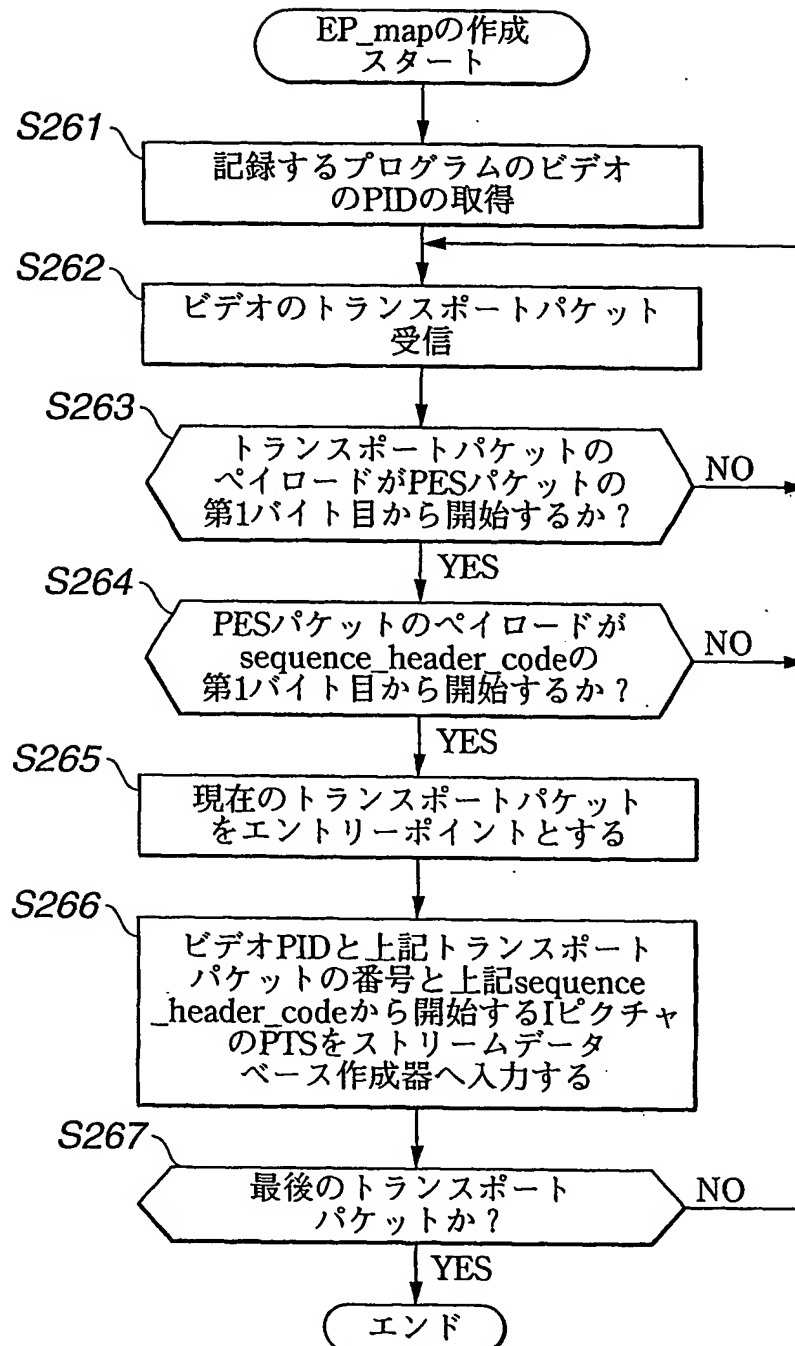 EP_mapの作成
スタート
S261
記録するプログラムのビデオ
のPIDの取得
S262
ビデオのトランスポートパケット
受信
S263
トランスポートパケットの
ペイロードがPESパケットの
第1バイト目から開始するか?
NO
YES
S264
PESパケットのペイロードが
sequence_header_codeの
第1バイト目から開始するか?
NO
YES
S265
現在のトランスポートパケット
をエントリーポイントとする
S266
ビデオPIDと上記トランスポート
パケットの番号と上記sequence
_header_codeから開始するIピクチャ
のPTSをストリームデータ
ベース作成器へ入力する
S267
最後のトランスポート
パケットか?
NO
YES
エンド